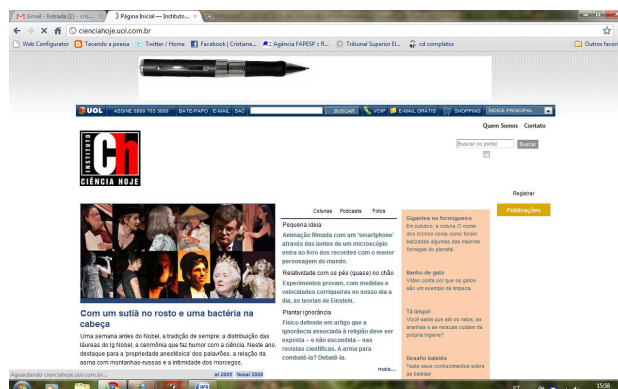 Gmail - Entrada (1) - cris...
Página Inicial — Instituto...
cienciahoje.uol.com.br
Web Configurator
Tecendo a poesia
Twitter / Home
Facebook | Cristiane...
Agência FAPESP :: R...
Tribunal Superior El...
cd completos
Outros favori
UOL
ASSINE 0800 703 3000
BATE-PAPO
E-MAIL
SAC
BUSCAR
VOIP
E-MAIL GRÁTIS
SHOPPING
ÍNDICE PRINCIPAL
Quem Somos Contato
Buscar no portal
Buscar
INSTITUTO
Ch
CIÊNCIA HOJE
Registrar
Publicações
Colunas Podcasts Fotos
Pequena ideia
Animação filmada com um 'smartphone'
através das lentes de um microscópio
entra no livro dos recordes com o menor
personagem do mundo.
Relatividade com os pés (quase) no chão
Experimentos provam, com medidas e
velocidades corriqueiras no nosso dia a
dia, as teorias de Einstein.
Plantar ignorância
Físico defende em artigo que a
ignorância associada à religião deve ser
exposta – e não escondida – nas
revistas científicas. A arma para
combatê-la? Debatê-la.
mais...
Gigantes no formigueiro
Em outubro, a coluna O nome
dos bichos conta como foram
batizadas algumas das maiores
formigas do planeta!
Banho de gato
Vídeo conta por que os gatos
são um exemplo de limpeza.
Tá limpo!
Você sabia que até os ratos, as
aranhas e as moscas cuidam da
própria higiene?
Desafio baleiês
Teste seus conhecimentos sobre
as baleias!
Com um sutiã no rosto e uma bactéria na
cabeça
Uma semana antes do Nobel, a tradição de sempre: a distribuição das
láureas do Ig Nobel, a cerimônia que faz humor com a ciência. Neste ano,
destaque para a 'propriedade anestésica' dos palavrões, a relação da
asma com montanhas-russas e a intimidade dos morcegos.
Aguardando cienciahoje.uol.com.br...
el 2005 Nobel 2008
PT
15:58